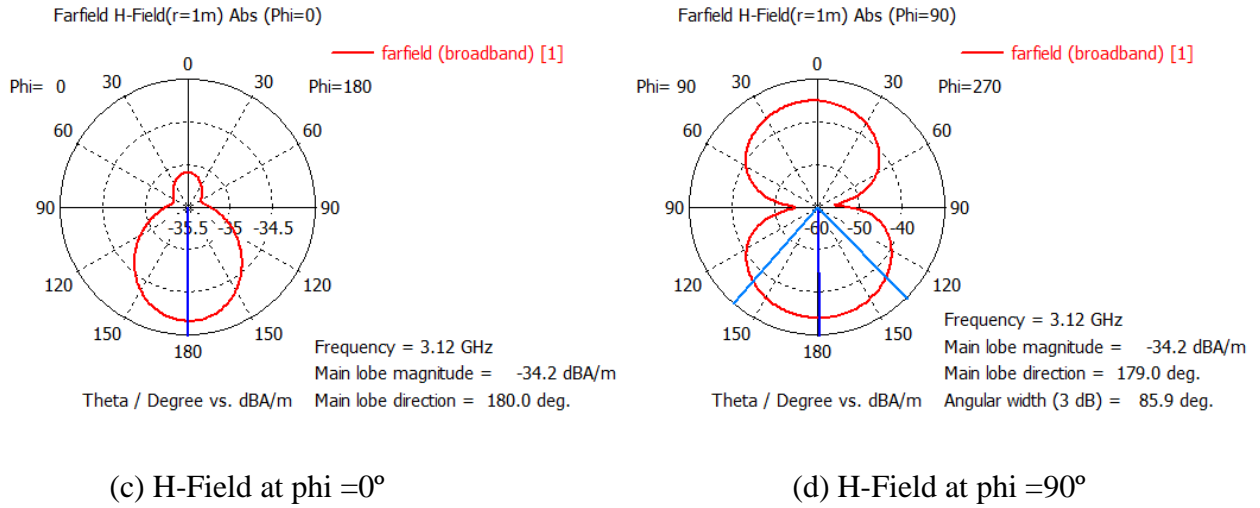 Farfield H-Field(r=1m) Abs (Phi=0)
farfield (broadband) [1]
0
30
30
Phi= 0
Phi=180
60
60
90
90
-35.5 -35 -34.5
120
120
150
150
180
Frequency = 3.12 GHz
Main lobe magnitude = -34.2 dBA/m
Theta / Degree vs. dBA/m
Main lobe direction = 180.0 deg.
(c) H-Field at phi =0º
Farfield H-Field(r=1m) Abs (Phi=90)
farfield (broadband) [1]
0
30
30
Phi= 90
Phi=270
60
60
90
90
-60 -50 -40
120
120
150
150
180
Frequency = 3.12 GHz
Main lobe magnitude = -34.2 dBA/m
Main lobe direction = 179.0 deg.
Theta / Degree vs. dBA/m
Angular width (3 dB) = 85.9 deg.
(d) H-Field at phi =90º